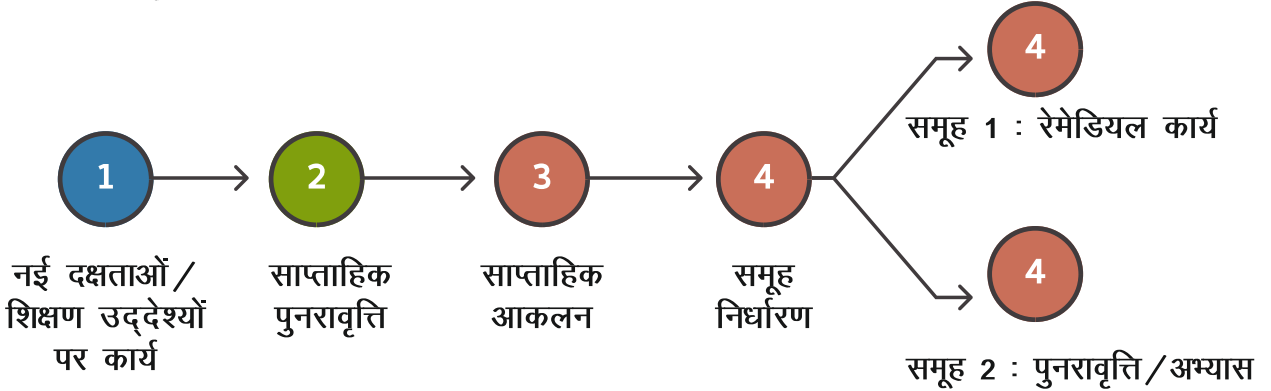 4
समूह 1 : रेमेडियल कार्य
1
2
3
4
नई दक्षताओं/
शिक्षण उद्‌देश्यों
पर कार्य
साप्ताहिक
पुनरावृत्ति
साप्ताहिक
आकलन
समूह
निर्धारण
4
समूह 2 : पुनरावृत्ति/अभ्यास